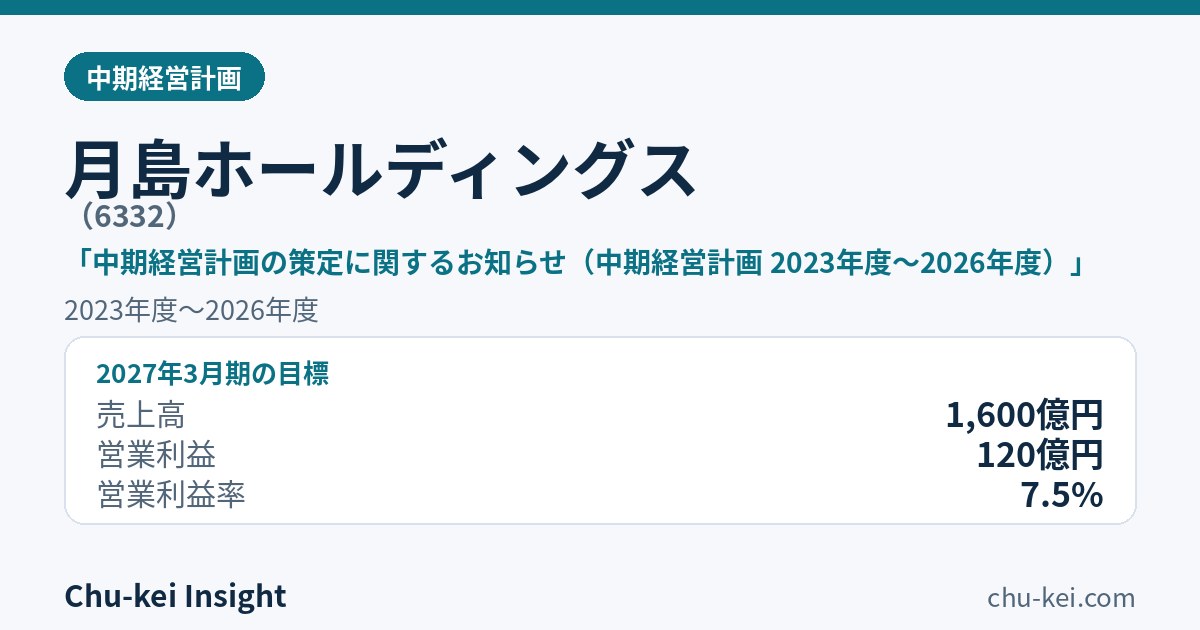 中期経営計画
月島ホールディングス
（6332）
「中期経営計画の策定に関するお知らせ（中期経営計画 2023年度～2026年度）」
2023年度～2026年度
2027年3月期の目標
売上高 1,600億円
営業利益 120億円
営業利益率 7.5%
Chu-kei Insight chu-kei.com